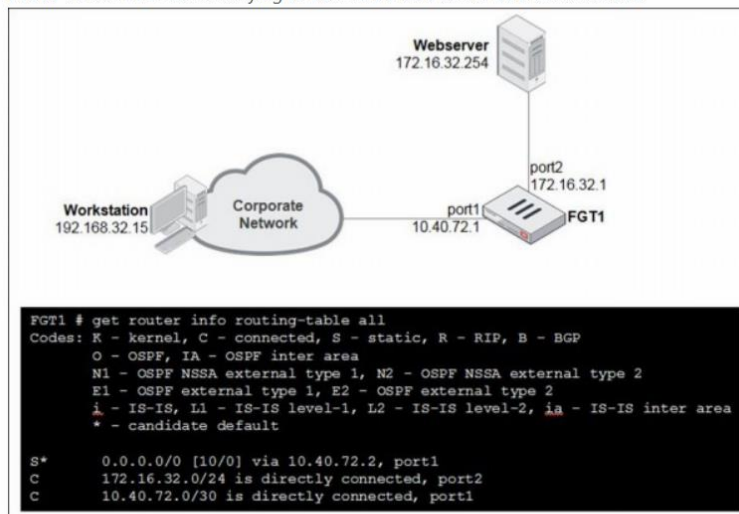 Webserver
172.16.32.254
port2
172.16.32.1
Workstation
192.168.32.15
Corporate
Network
port1
10.40.72.1
FGT1
FGT1 # get router info routing-table all
Codes: K - kernel, C - connected, S - static, R - RIP, B - BGP
O - OSPF, IA - OSPF inter area
N1 - OSPF NSSA external type 1, N2 - OSPF NSSA external type 2
E1 - OSPF external type 1, E2 - OSPF external type 2
i - IS-IS, L1 - IS-IS level-1, L2 - IS-IS level-2, ia - IS-IS inter area
* - candidate default
S* 0.0.0.0/0 [10/0] via 10.40.72.2, port1
C 172.16.32.0/24 is directly connected, port2
C 10.40.72.0/30 is directly connected, port1